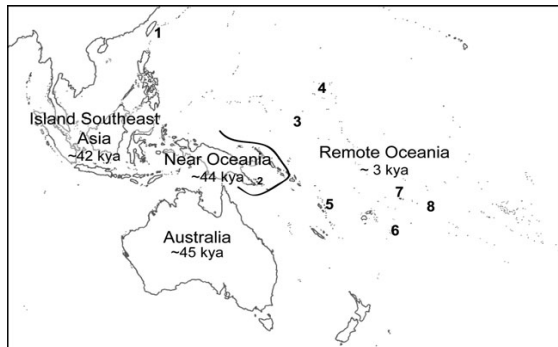 1
4
3
Island Southeast
Asia
~42 kya
Near Oceania
~44 kya
2
Remote Oceania
~ 3 kya
7
5
8
6
Australia
~45 kya